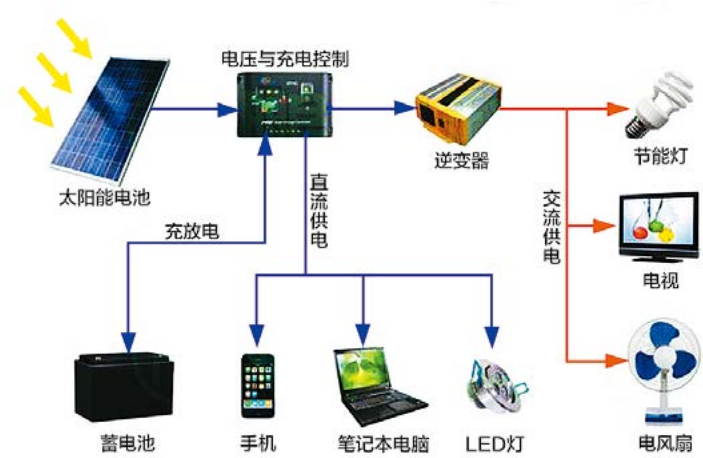 电压与充电控制
太阳能电池
逆变器
节能灯
直流供电
交流供电
充放电
电视
蓄电池
手机
笔记本电脑
LED灯
电风扇